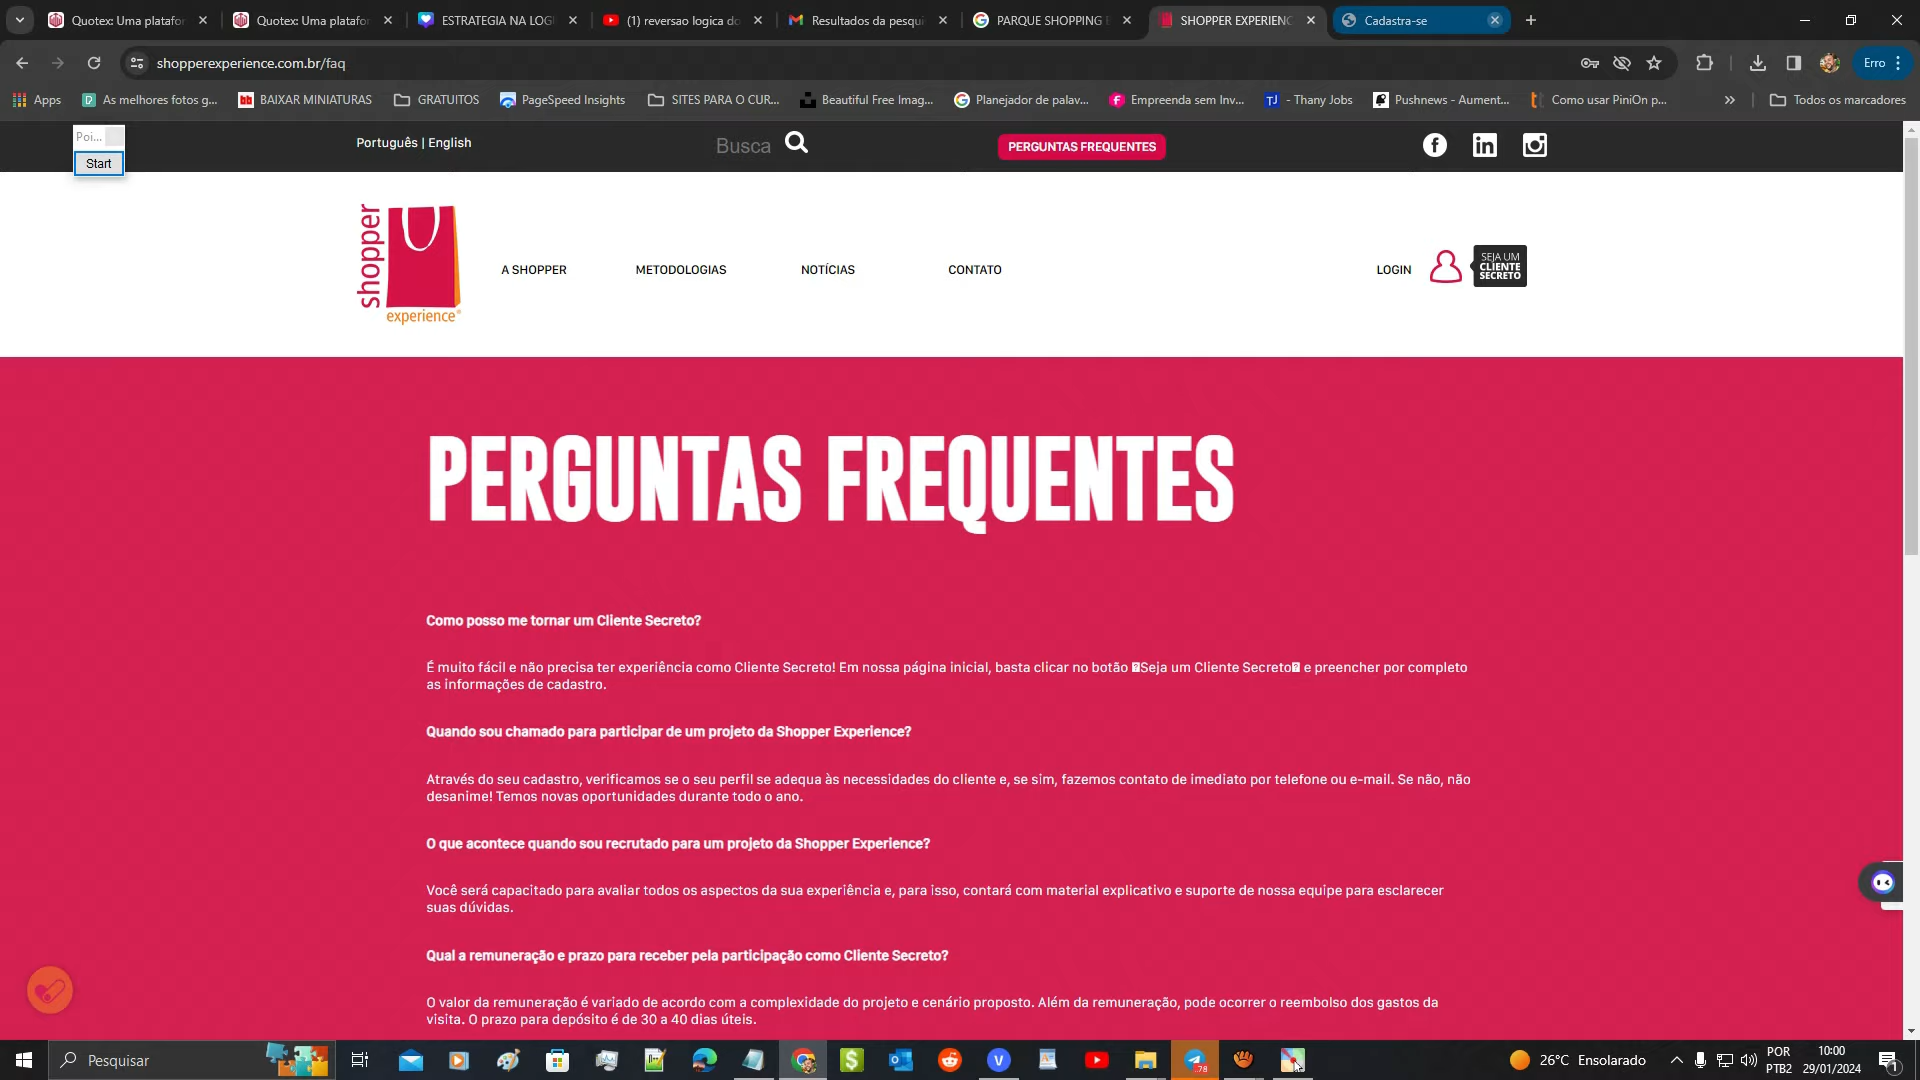 Quotex: Uma platafor
Quotex: Uma platafor
ESTRATEGIA NA LOG
(1) reversao logica do
Resultados da pesqui
PARQUE SHOPPING
SHOPPER EXPERIENC
Cadastra-se
shopperexperience.com.br/faq
Erro
Apps
As melhores fotos g...
BAIXAR MINIATURAS
GRATUITOS
PageSpeed Insights
SITES PARA O CUR...
Beautiful Free Imag...
Planejador de palav...
Empreenda sem Inv...
- Thany Jobs
Pushnews - Aument...
Como usar PiniOn p...
Todos os marcadores
Poi...
Start
Português | English
Busca
PERGUNTAS FREQUENTES
shopper
experience
A SHOPPER
METODOLOGIAS
NOTÍCIAS
CONTATO
LOGIN
SEJA UM
CLIENTE
SECRETO
PERGUNTAS FREQUENTES
Como posso me tornar um Cliente Secreto?
É muito fácil e não precisa ter experiência como Cliente Secreto! Em nossa página inicial, basta clicar no botão Seja um Cliente Secreto e preencher por completo
as informações de cadastro.
Quando sou chamado para participar de um projeto da Shopper Experience?
Através do seu cadastro, verificamos se o seu perfil se adequa às necessidades do cliente e, se sim, fazemos contato de imediato por telefone ou e-mail. Se não, não
desanime! Temos novas oportunidades durante todo o ano.
O que acontece quando sou recrutado para um projeto da Shopper Experience?
Você será capacitado para avaliar todos os aspectos da sua experiência e, para isso, contará com material explicativo e suporte de nossa equipe para esclarecer
suas dúvidas.
Qual a remuneração e prazo para receber pela participação como Cliente Secreto?
O valor da remuneração é variado de acordo com a complexidade do projeto e cenário proposto. Além da remuneração, pode ocorrer o reembolso dos gastos da
visita. O prazo para depósito é de 30 a 40 dias úteis.
Pesquisar
26°C Ensolarado
POR
PTB2
10:00
29/01/2024